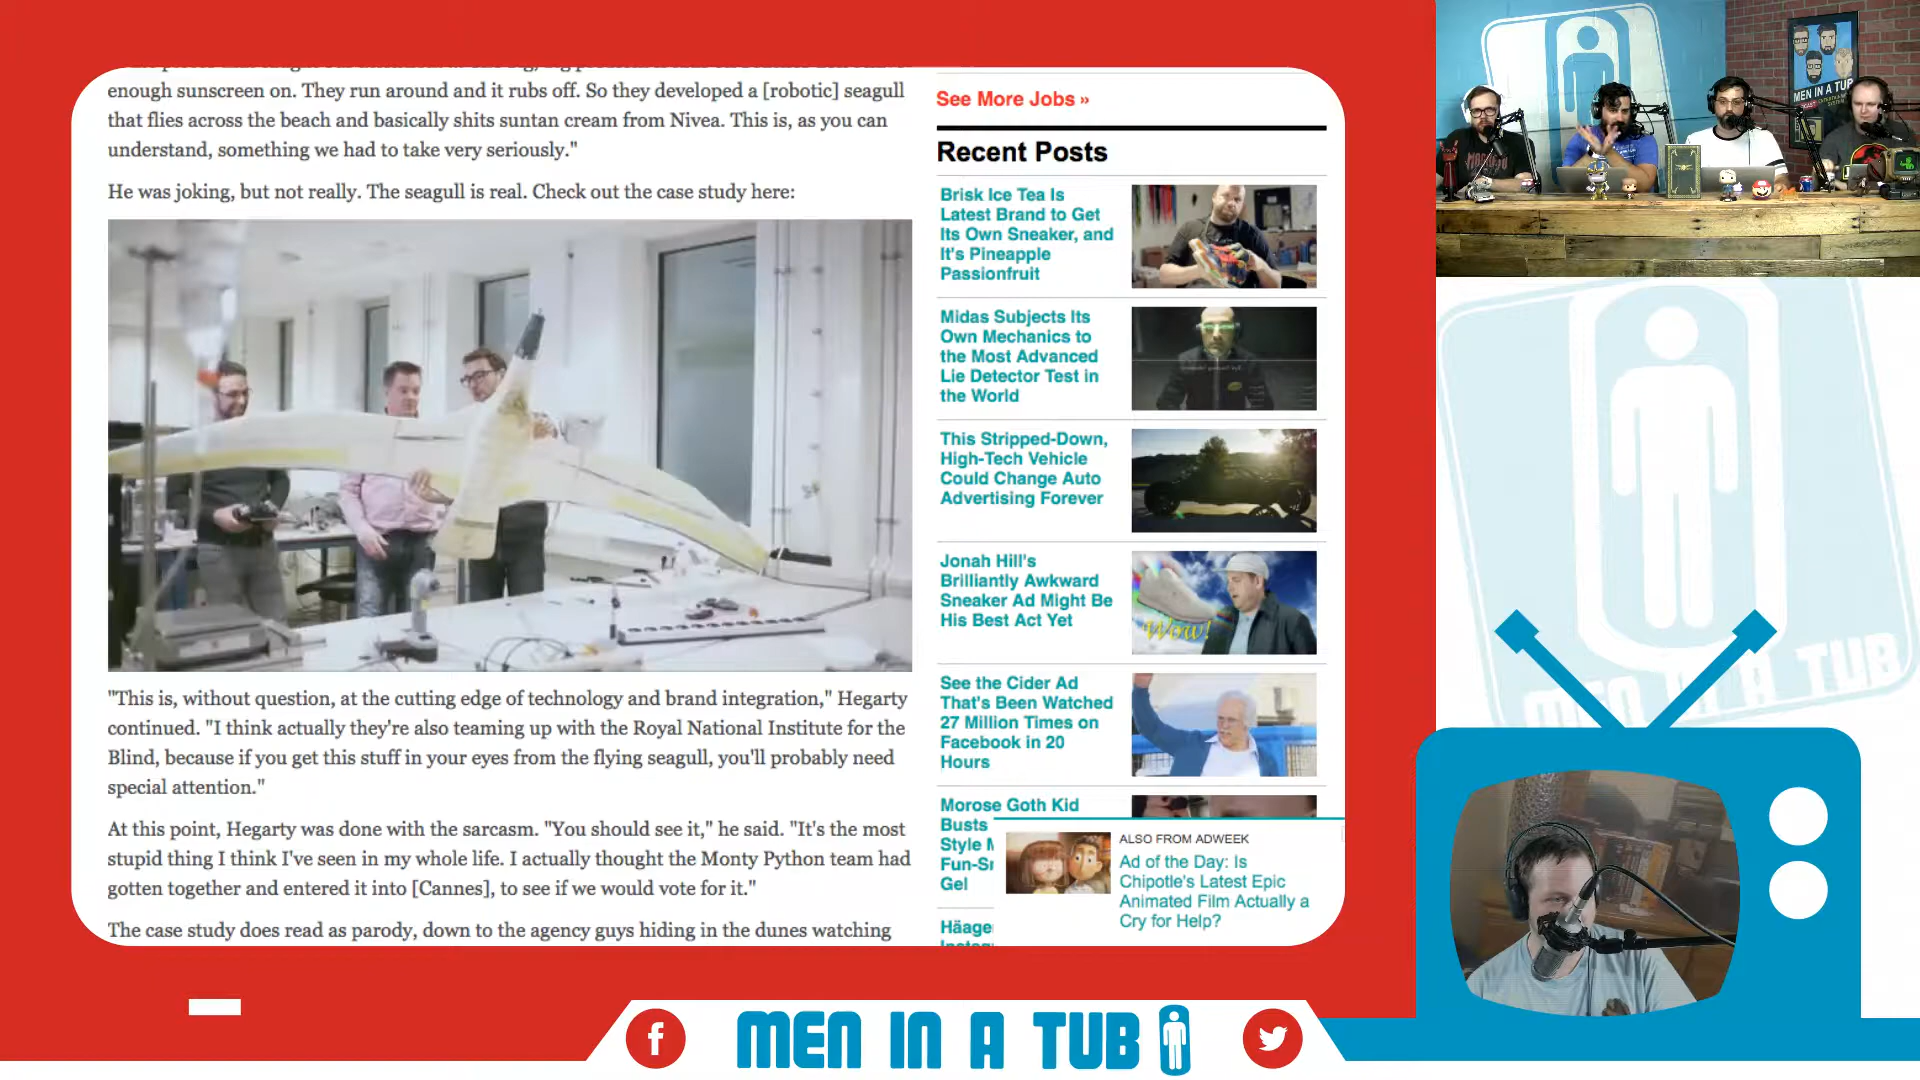 enough sunscreen on. They run around and it rubs off. So they developed a [robotic] seagull
that flies across the beach and basically shits suntan cream from Nivea. This is, as you can
understand, something we had to take very seriously."
He was joking, but not really. The seagull is real. Check out the case study here:
"This is, without question, at the cutting edge of technology and brand integration," Hegarty
continued. "I think actually they're also teaming up with the Royal National Institute for the
Blind, because if you get this stuff in your eyes from the flying seagull, you'll probably need
special attention."
At this point, Hegarty was done with the sarcasm. "You should see it," he said. "It's the most
stupid thing I think I've seen in my whole life. I actually thought the Monty Python team had
gotten together and entered it into [Cannes], to see if we would vote for it."
The case study does read as parody, down to the agency guys hiding in the dunes watching
See More Jobs »
Recent Posts
Brisk Ice Tea Is
Latest Brand to Get
Its Own Sneaker, and
It's Pineapple
Passionfruit
Midas Subjects Its
Own Mechanics to
the Most Advanced
Lie Detector Test in
the World
This Stripped-Down,
High-Tech Vehicle
Could Change Auto
Advertising Forever
Jonah Hill's
Brilliantly Awkward
Sneaker Ad Might Be
His Best Act Yet
Wow!
See the Cider Ad
That's Been Watched
27 Million Times on
Facebook in 20
Hours
Morose Goth Kid
Busts
Style
Gel
ALSO FROM ADWEEK
Ad of the Day: Is
Chipotle's Latest Epic
Animated Film Actually a
Cry for Help?
MEN IN A TUB
MEN IN A TUB
MEN IN A TUB